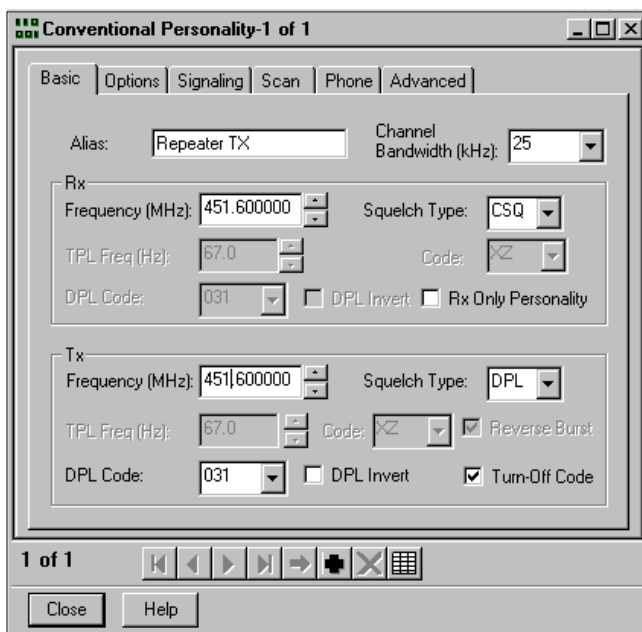 Conventional Personality-1 of 1
Basic Options Signaling Scan Phone Advanced
Alias: Repeater TX Channel Bandwidth (kHz): 25
Rx
Frequency (MHz): 451.600000 Squelch Type: CSQ
TPL Freq (Hz): 67.0 Code: XZ
DPL Code: 031 DPL Invert Rx Only Personality
Tx
Frequency (MHz): 451.600000 Squelch Type: DPL
TPL Freq (Hz): 67.0 Code: XZ Reverse Burst
DPL Code: 031 DPL Invert Turn-Off Code
1 of 1
Close Help